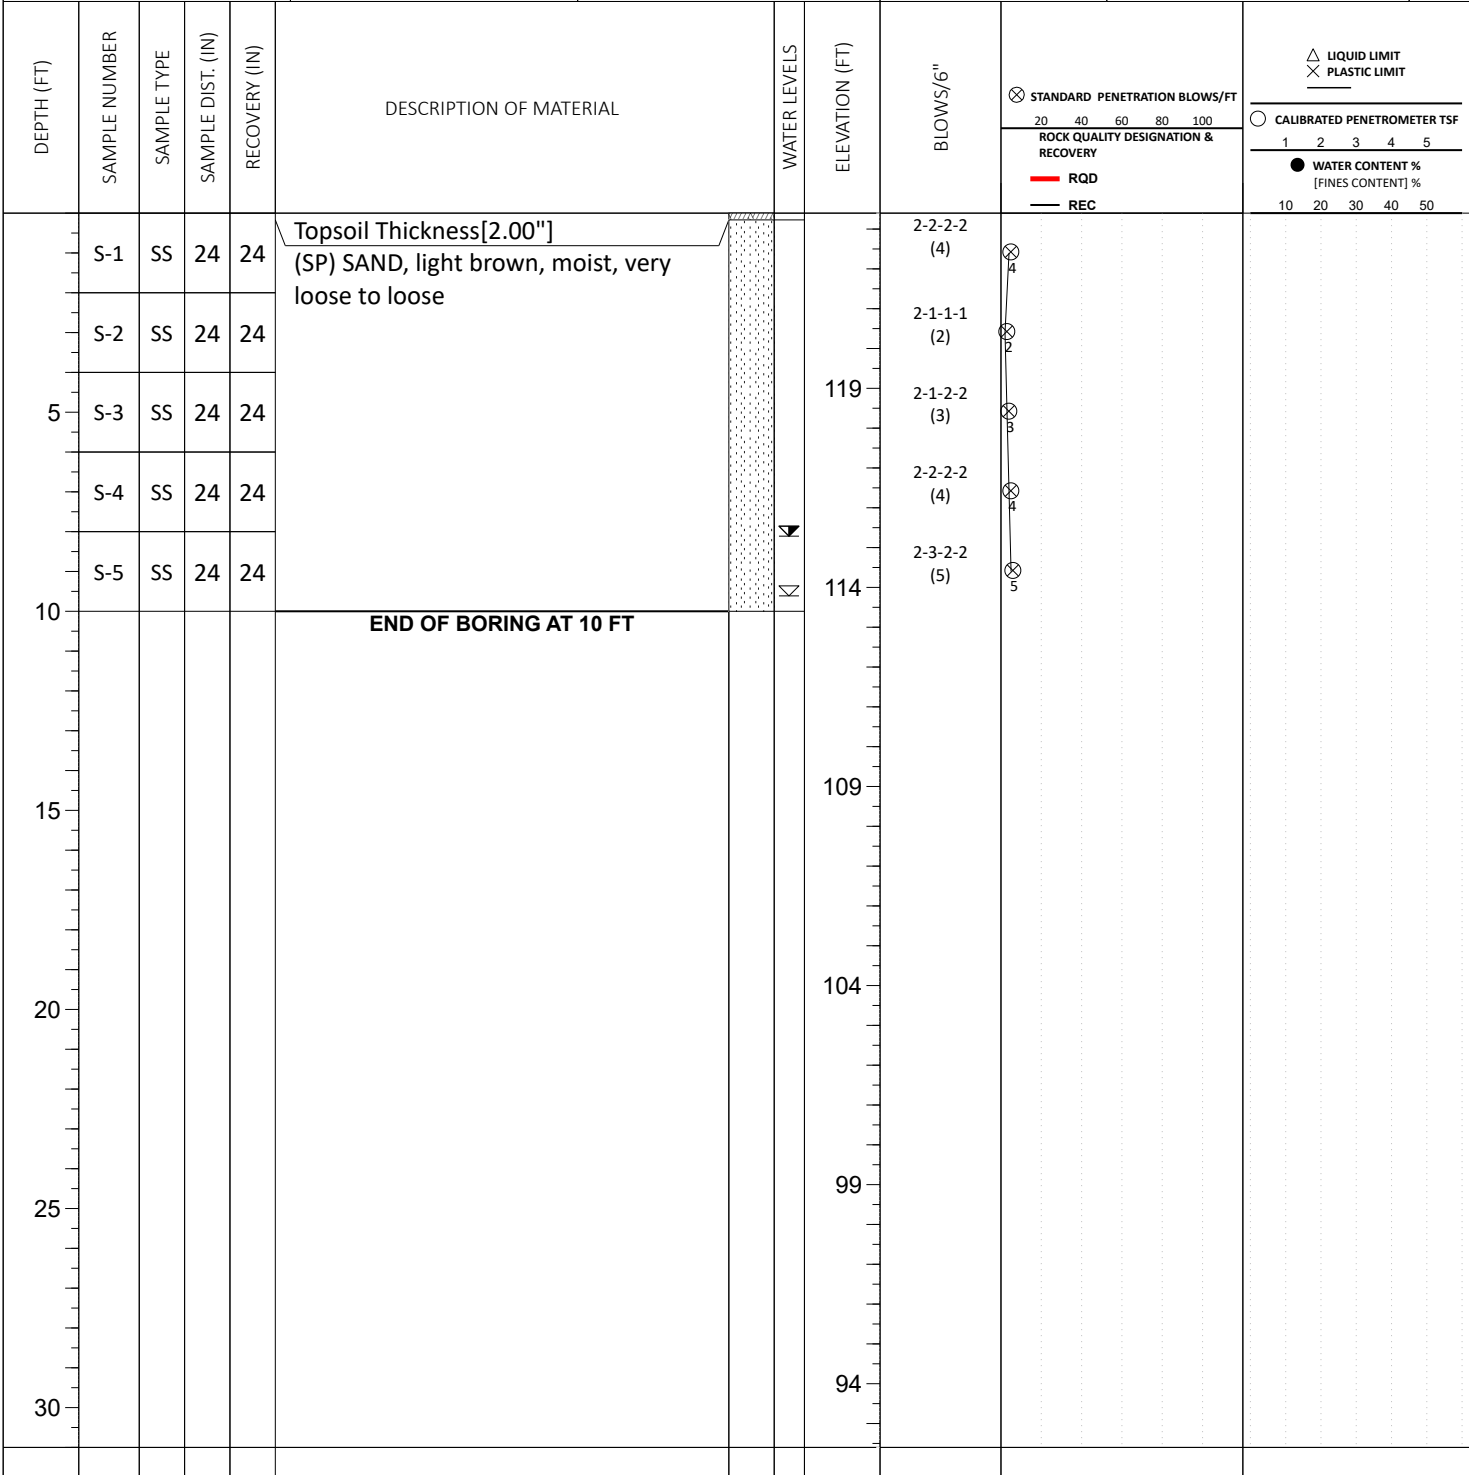 DEPTH (FT)
SAMPLE NUMBER
SAMPLE TYPE
SAMPLE DIST. (IN)
RECOVERY (IN)
DESCRIPTION OF MATERIAL
WATER LEVELS
ELEVATION (FT)
BLOWS/6"
STANDARD PENETRATION BLOWS/FT
20 40 60 80 100
ROCK QUALITY DESIGNATION &
RECOVERY
RQD
REC
LIQUID LIMIT
PLASTIC LIMIT
CALIBRATED PENETROMETER TSF
1 2 3 4 5
WATER CONTENT %
[FINES CONTENT] %
10 20 30 40 50
Topsoil Thickness[2.00"]
(SP) SAND, light brown, moist, very
loose to loose
S-1 SS 24 24
2-2-2-2
(4)
4
S-2 SS 24 24
2-1-1-1
(2)
2
119
5
S-3 SS 24 24
2-1-2-2
(3)
3
S-4 SS 24 24
2-2-2-2
(4)
4
S-5 SS 24 24
2-3-2-2
(5)
5
114
10
END OF BORING AT 10 FT
109
15
104
20
99
25
94
30